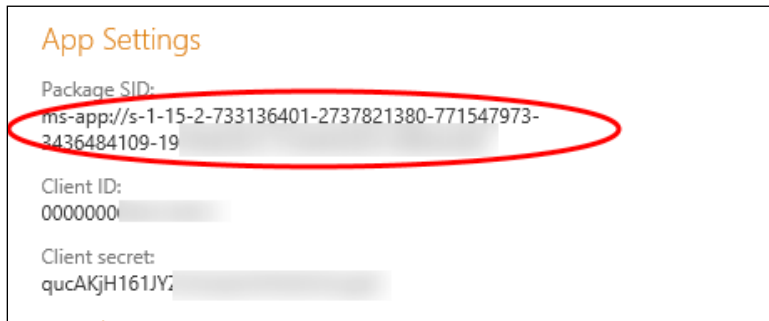 App Settings
Package SID:
ms-app://s-1-15-2-733136401-2737821380-771547973-
3436484109-19
Client ID:
0000000
Client secret:
qucAKjH161JYZ